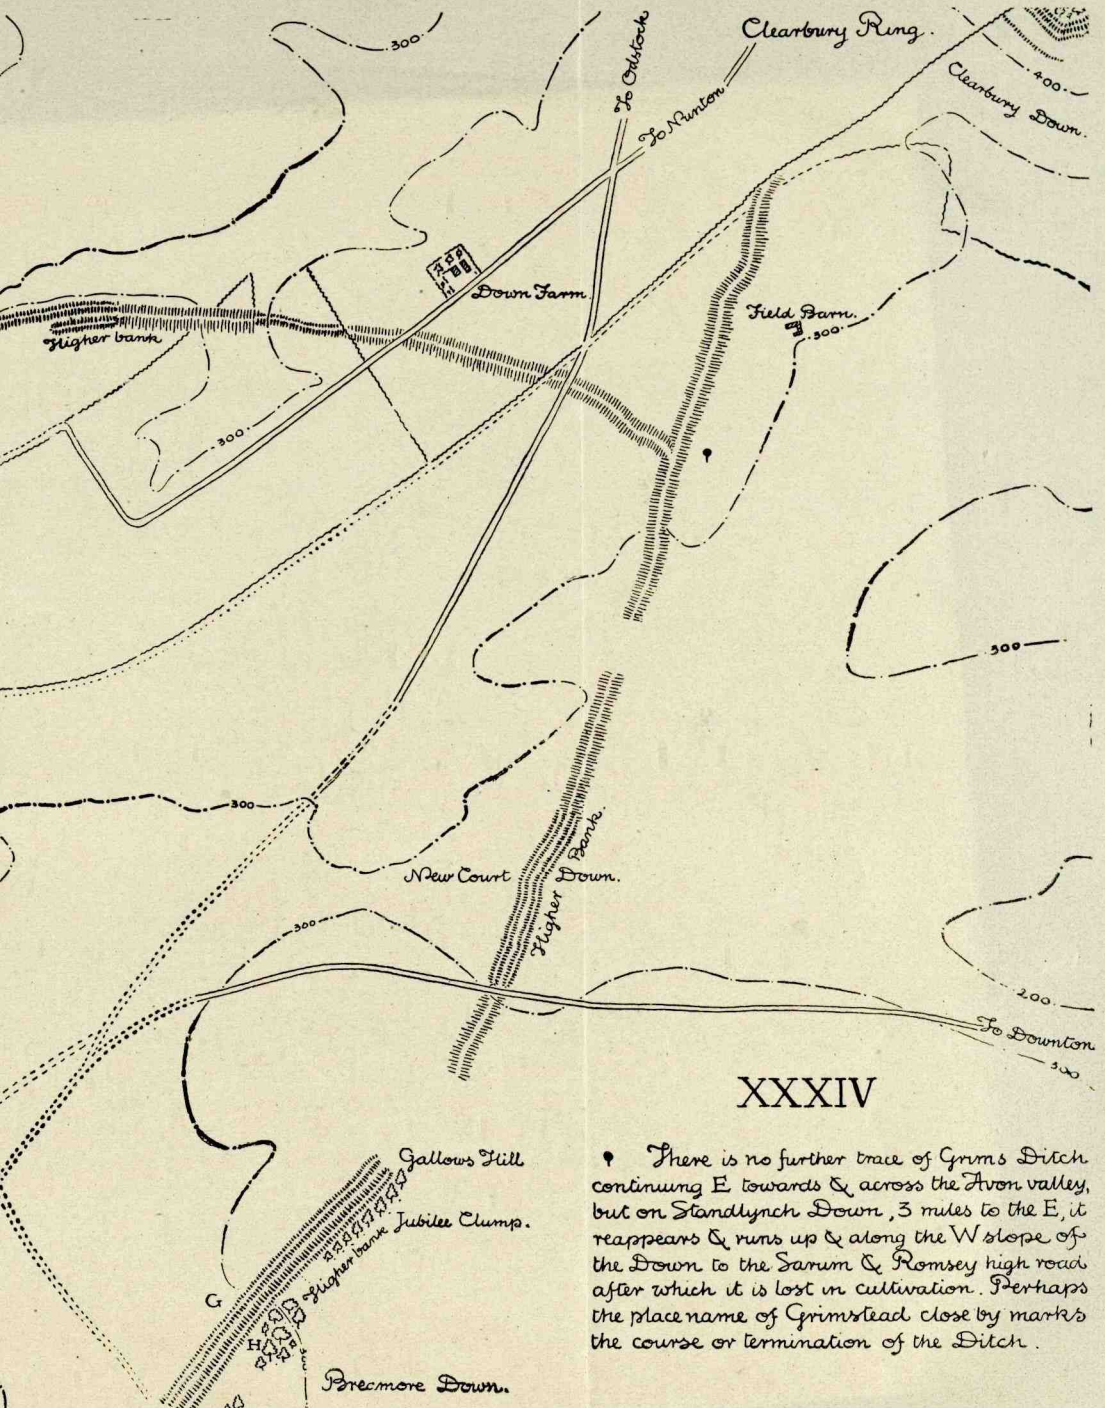 300
To Odstock
Clearbury Ring.
To Nunton
400
Clearbury Down.
Down Farm
Field Barn.
300
Higher bank
300
300
300
New Court Down.
Higher Bank.
300
200
To Downton
300
XXXIV
Gallows Hill
Jubilee Clump.
Higher bank
G
H
300
Brecmore Down.
There is no further trace of Grims Ditch
continuing E towards & across the Avon valley,
but on Standlynch Down, 3 miles to the E, it
reappears & runs up & along the W slope of
the Down to the Sarum & Romsey high road
after which it is lost in cultivation. Perhaps
the place name of Grimstead close by marks
the course or termination of the Ditch.